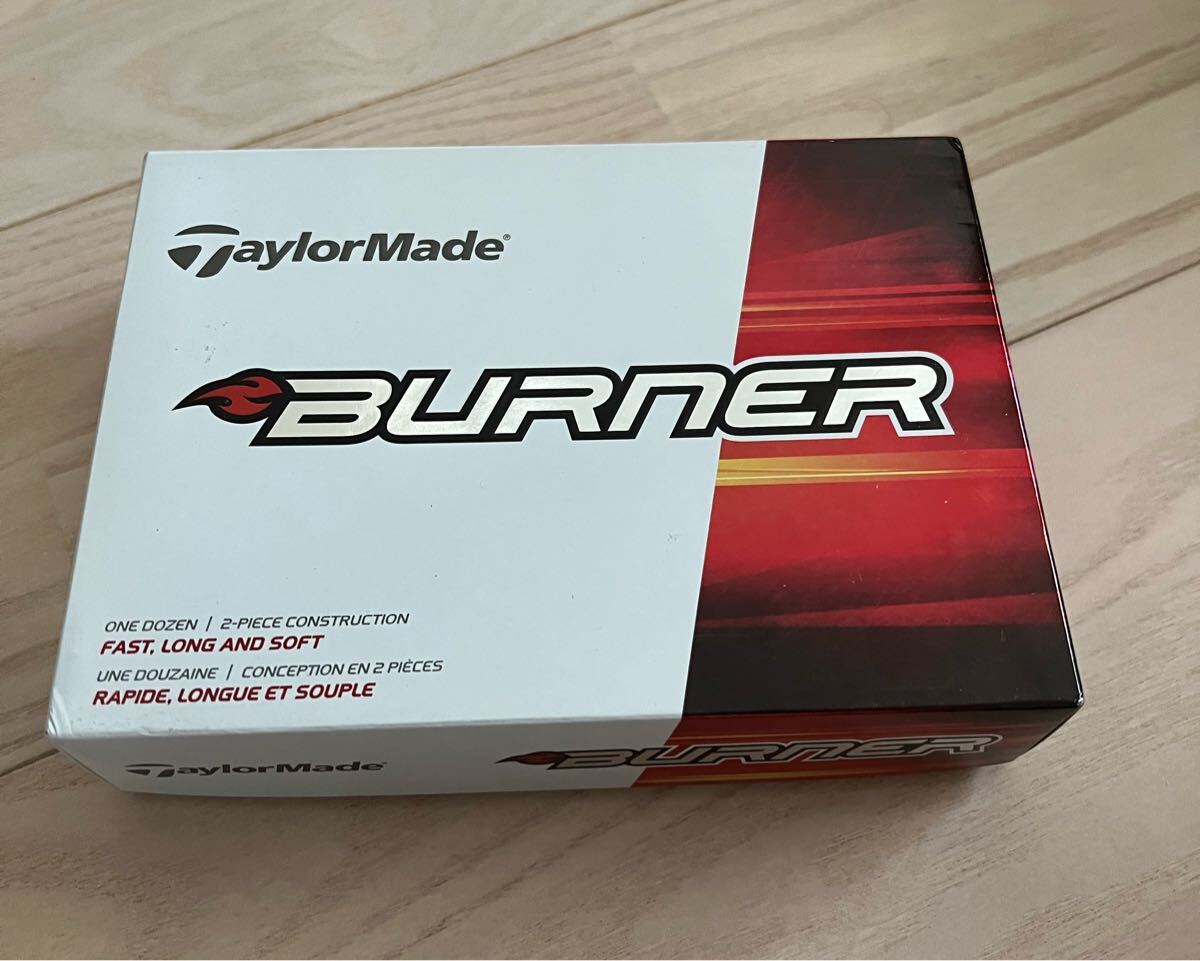 TaylorMade®
BURNER
ONE DOZEN / 2-PIECE CONSTRUCTION
FAST, LONG AND SOFT
UNE DOUZAINE / CONCEPTION EN 2 PIÈCES
RAPIDE, LONGUE ET SOUPLE
TaylorMade®
BURNER